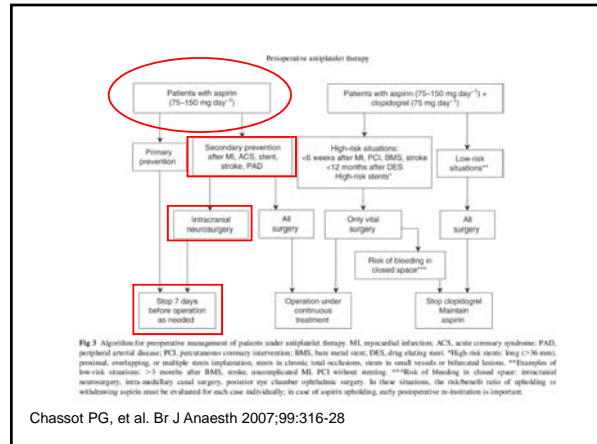 Perioperative antiplatelet therapy
Patients with aspirin
(75–150 mg day⁻¹)
Patients with aspirin (75–150 mg day⁻¹) +
clopidogrel (75 mg day⁻¹)
Primary
prevention
Secondary prevention
after MI, ACS, stent,
stroke, PAD
High-risk situations:
<6 weeks after MI, PCI, BMS, stroke
<12 months after DES
High-risk stents*
Low-risk
situations**
Intracranial
neurosurgery
All
surgery
Only vital
surgery
All
surgery
Risk of bleeding in
closed space***
Stop 7 days
before operation
as needed
Operation under
continuous
treatment
Stop clopidogrel
Maintain
aspirin
Fig 3 Algorithm for preoperative management of patients under antiplatelet therapy. MI, myocardial infarction; ACS, acute coronary syndrome; PAD,
peripheral arterial disease; PCI, percutaneous coronary intervention; BMS, bare metal stent; DES, drug eluting stent. *High-risk stents: long (>36 mm),
proximal, overlapping, or multiple stents implantation, stents in chronic total occlusions, stents in small vessels or bifurcated lesions. **Examples of
low-risk situations: >3 months after BMS, stroke, uncomplicated MI, PCI without stenting. ***Risk of bleeding in closed space: intracranial
neurosurgery, intra-medullary canal surgery, posterior eye chamber ophthalmic surgery. In these situations, the risk/benefit ratio of upholding vs
withdrawing aspirin must be evaluated for each case individually; in case of aspirin upholding, early postoperative re-institution is important.
Chassot PG, et al. Br J Anaesth 2007;99:316-28